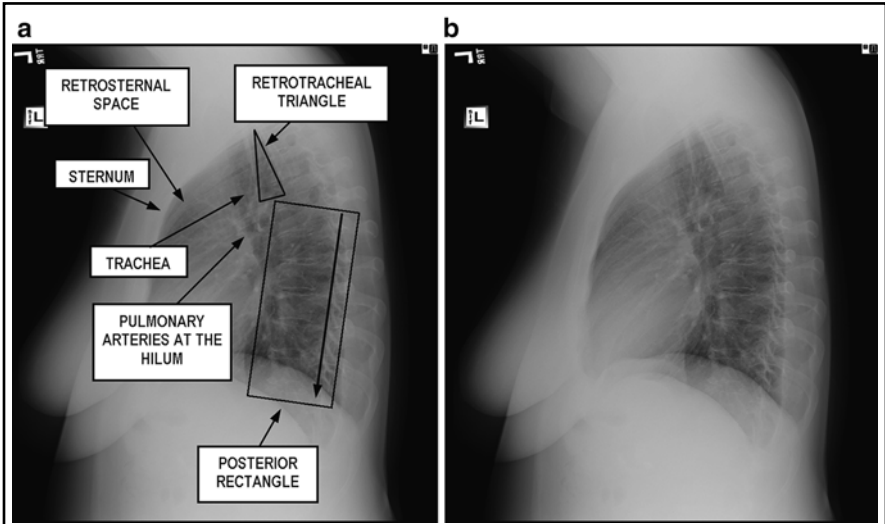 a
b
RETROSTERNAL
SPACE
RETROTRACHEAL
TRIANGLE
STERNUM
TRACHEA
PULMONARY
ARTERIES AT THE
HILUM
POSTERIOR
RECTANGLE
L
L